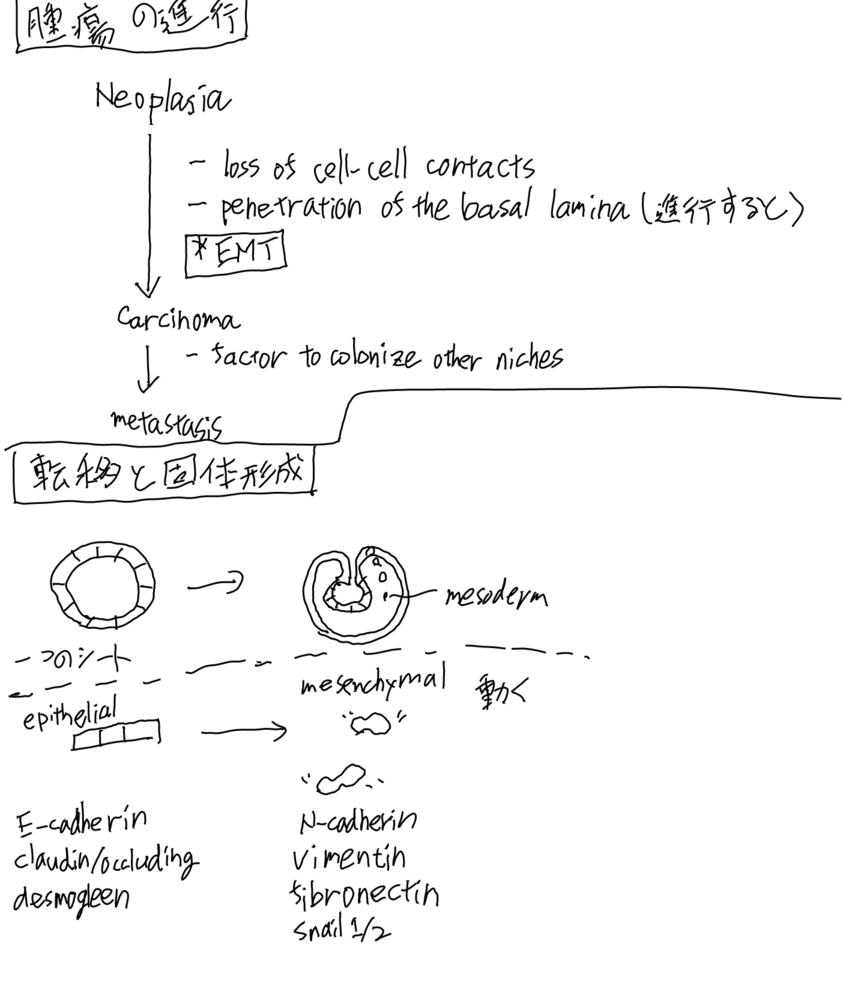 腫瘍の進行
Neoplasia
- loss of cell-cell contacts
- penetration of the basal lamina (進行すると)
*EMT
Carcinoma
- factor to colonize other niches
metastasis
転移と固体形成
mesoderm
一つのシート
mesenchymal 動く
epithelial
E-cadherin
claudin/occluding
desmogleen
N-cadherin
vimentin
fibronectin
snail 1/2